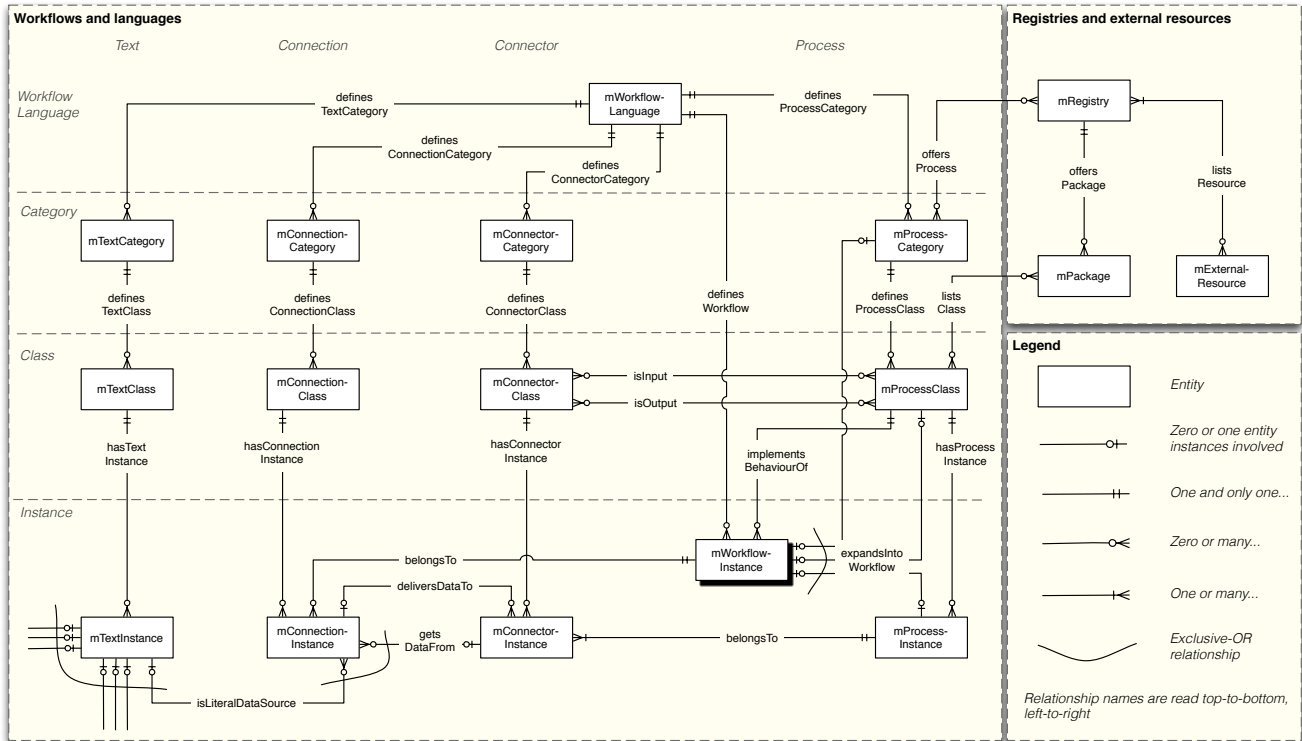 Workflows and languages
Registries and external resources
Text
Connection
Connector
Process
Workflow
Language
mWorkflow-
Language
mRegistry
defines
TextCategory
defines
ProcessCategory
defines
ConnectionCategory
defines
ConnectorCategory
offers
Process
offers
Package
lists
Resource
Category
mTextCategory
mConnection-
Category
mConnector-
Category
mProcess-
Category
mPackage
mExternal-
Resource
defines
TextClass
defines
ConnectionClass
defines
ConnectorClass
defines
Workflow
defines
ProcessClass
lists
Class
Class
mTextClass
mConnection-
Class
mConnector-
Class
isInput
isOutput
mProcessClass
hasText
Instance
hasConnection
Instance
hasConnector
Instance
implements
BehaviourOf
hasProcess
Instance
Instance
mWorkflow-
Instance
expandsInto
Workflow
belongsTo
deliversDataTo
mTextInstance
mConnection-
Instance
gets
DataFrom
mConnector-
Instance
belongsTo
mProcess-
Instance
isLiteralDataSource
Legend
Entity
Zero or one entity
instances involved
One and only one...
Zero or many...
One or many...
Exclusive-OR
relationship
Relationship names are read top-to-bottom,
left-to-right